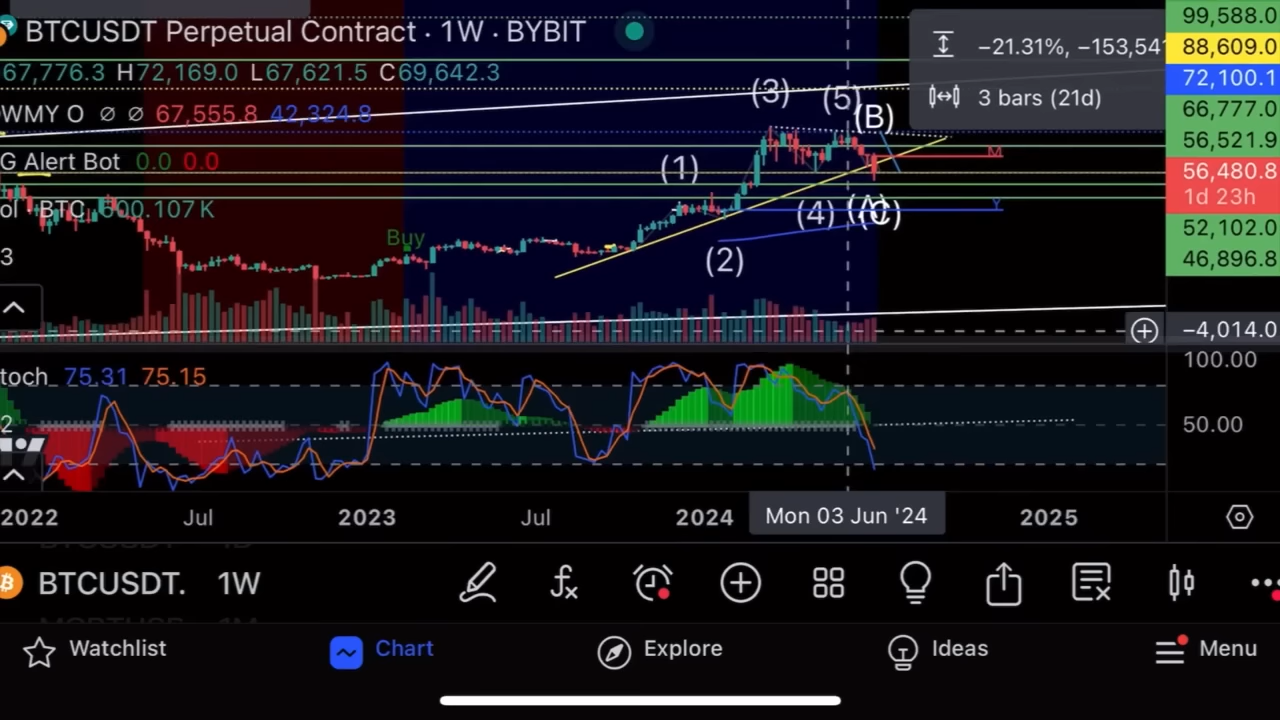 BTCUSDT Perpetual Contract · 1W · BYBIT
67,776.3 H72,169.0 L67,621.5 C69,642.3
WMY O ∅ ∅ 67,555.8 42,324.8
G Alert Bot 0.0 0.0
ol · BTC 600.107K
3
−21.31%, −153,541
3 bars (21d)
99,588.0
88,609.0
72,100.1
66,777.0
56,521.9
56,480.8
1d 23h
52,102.0
46,896.8
−4,014.0
(3)
(5)
(B)
(1)
M
(4)
(C)
Y
Buy
(2)
toch 75.31 75.15
2
100.00
50.00
2022 Jul 2023 Jul 2024 Mon 03 Jun '24 2025
BTCUSDT. 1W
Watchlist Chart Explore Ideas Menu